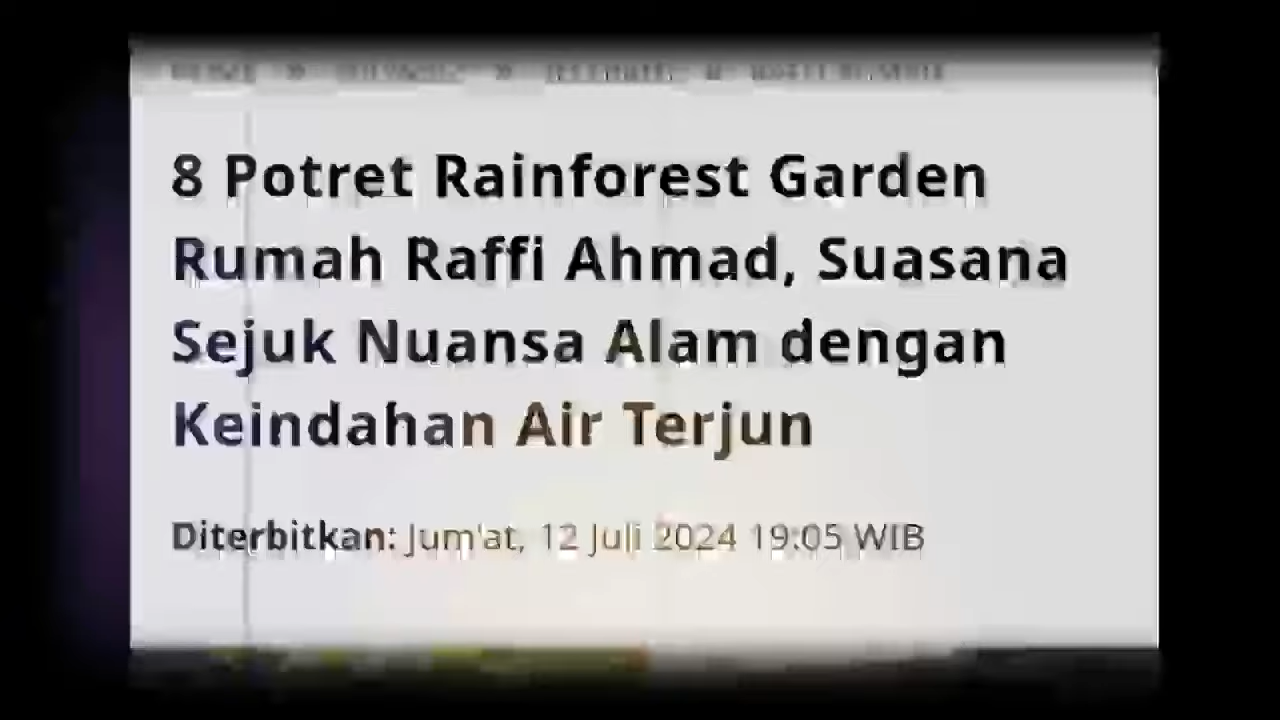 8 Potret Rainforest Garden
Rumah Raffi Ahmad, Suasana
Sejuk Nuansa Alam dengan
Keindahan Air Terjun
Diterbitkan: Jum'at, 12 Juli 2024 19:05 WIB